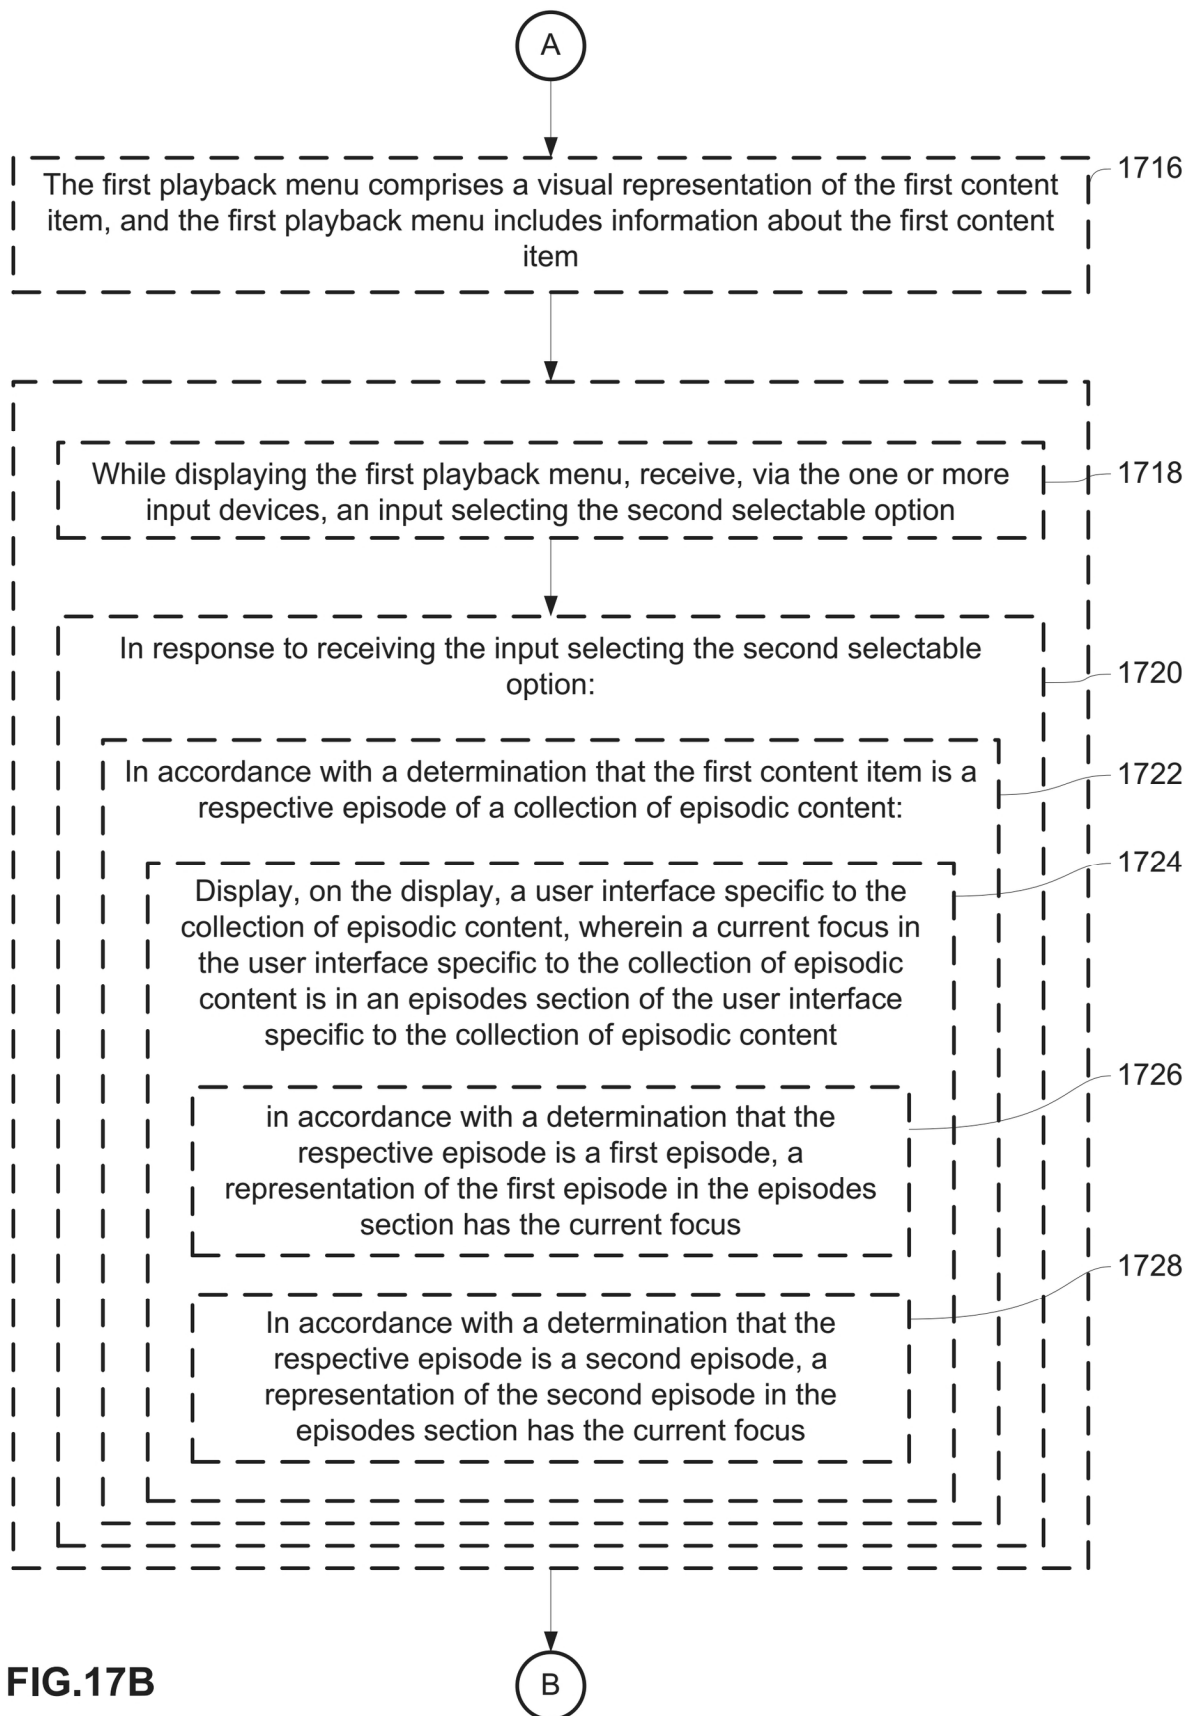 A
The first playback menu comprises a visual representation of the first content
item, and the first playback menu includes information about the first content
item
1716
While displaying the first playback menu, receive, via the one or more
input devices, an input selecting the second selectable option
1718
In response to receiving the input selecting the second selectable
option:
1720
In accordance with a determination that the first content item is a
respective episode of a collection of episodic content:
1722
Display, on the display, a user interface specific to the
collection of episodic content, wherein a current focus in
the user interface specific to the collection of episodic
content is in an episodes section of the user interface
specific to the collection of episodic content
1724
in accordance with a determination that the
respective episode is a first episode, a
representation of the first episode in the episodes
section has the current focus
1726
In accordance with a determination that the
respective episode is a second episode, a
representation of the second episode in the
episodes section has the current focus
1728
FIG.17B
B